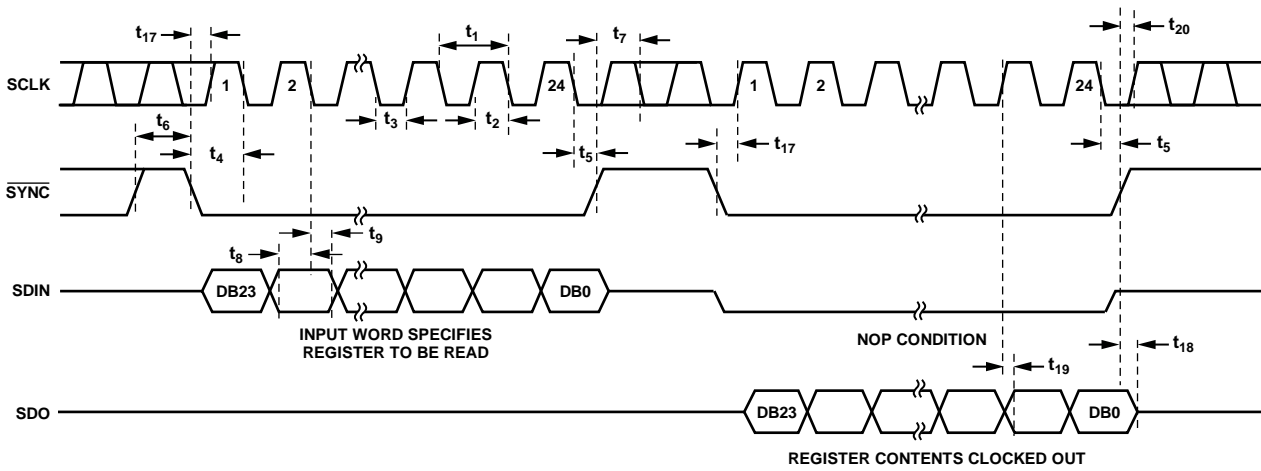 t17
t1
t7
t20
SCLK
1
2
24
1
2
24
t6
t3
t2
t4
t5
t17
t5
SYNC
t9
t8
SDIN
DB23
DB0
INPUT WORD SPECIFIES
REGISTER TO BE READ
NOP CONDITION
t18
t19
SDO
DB23
DB0
REGISTER CONTENTS CLOCKED OUT